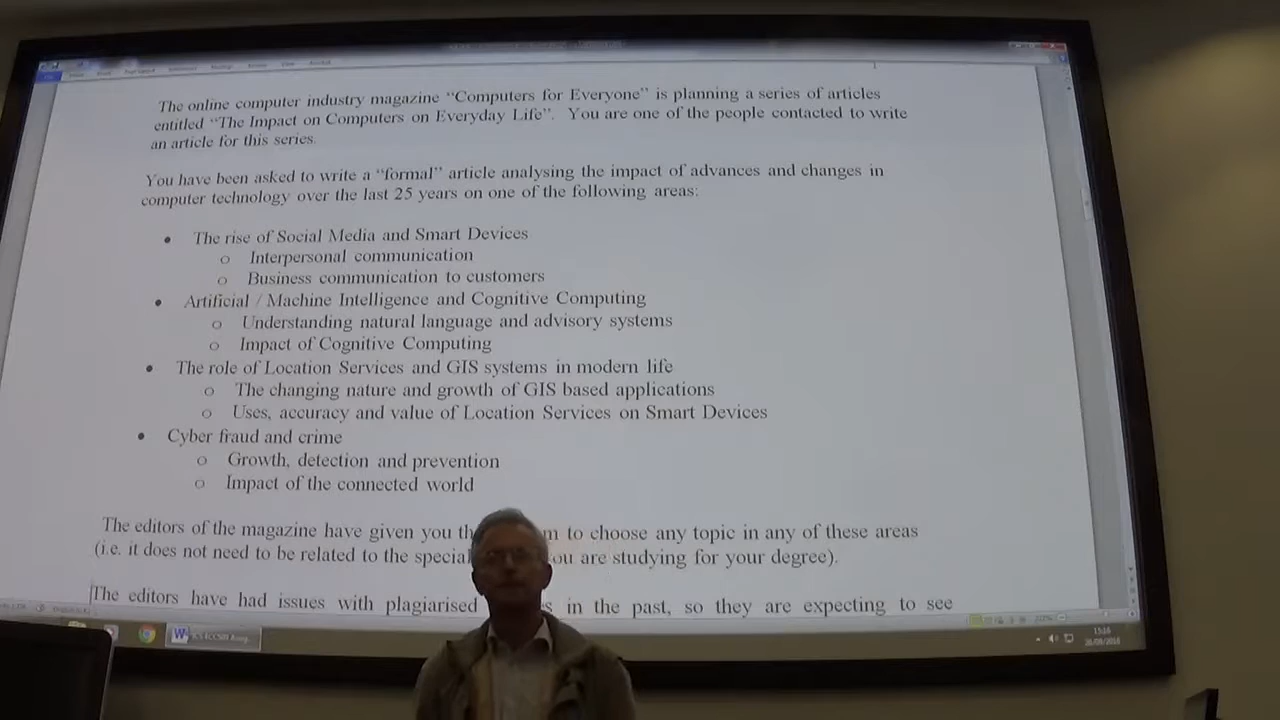 The online computer industry magazine “Computers for Everyone” is planning a series of articles
entitled “The Impact on Computers on Everyday Life”. You are one of the people contacted to write
an article for this series.
You have been asked to write a “formal” article analysing the impact of advances and changes in
computer technology over the last 25 years on one of the following areas:
• The rise of Social Media and Smart Devices
o Interpersonal communication
o Business communication to customers
• Artificial / Machine Intelligence and Cognitive Computing
o Understanding natural language and advisory systems
o Impact of Cognitive Computing
• The role of Location Services and GIS systems in modern life
o The changing nature and growth of GIS based applications
o Uses, accuracy and value of Location Services on Smart Devices
• Cyber fraud and crime
o Growth, detection and prevention
o Impact of the connected world
The editors of the magazine have given you th m to choose any topic in any of these areas
(i.e. it does not need to be related to the special ou are studying for your degree).
The editors have had issues with plagiarised s in the past, so they are expecting to see
15:16